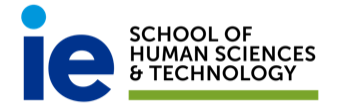 ie
SCHOOL OF
HUMAN SCIENCES
& TECHNOLOGY